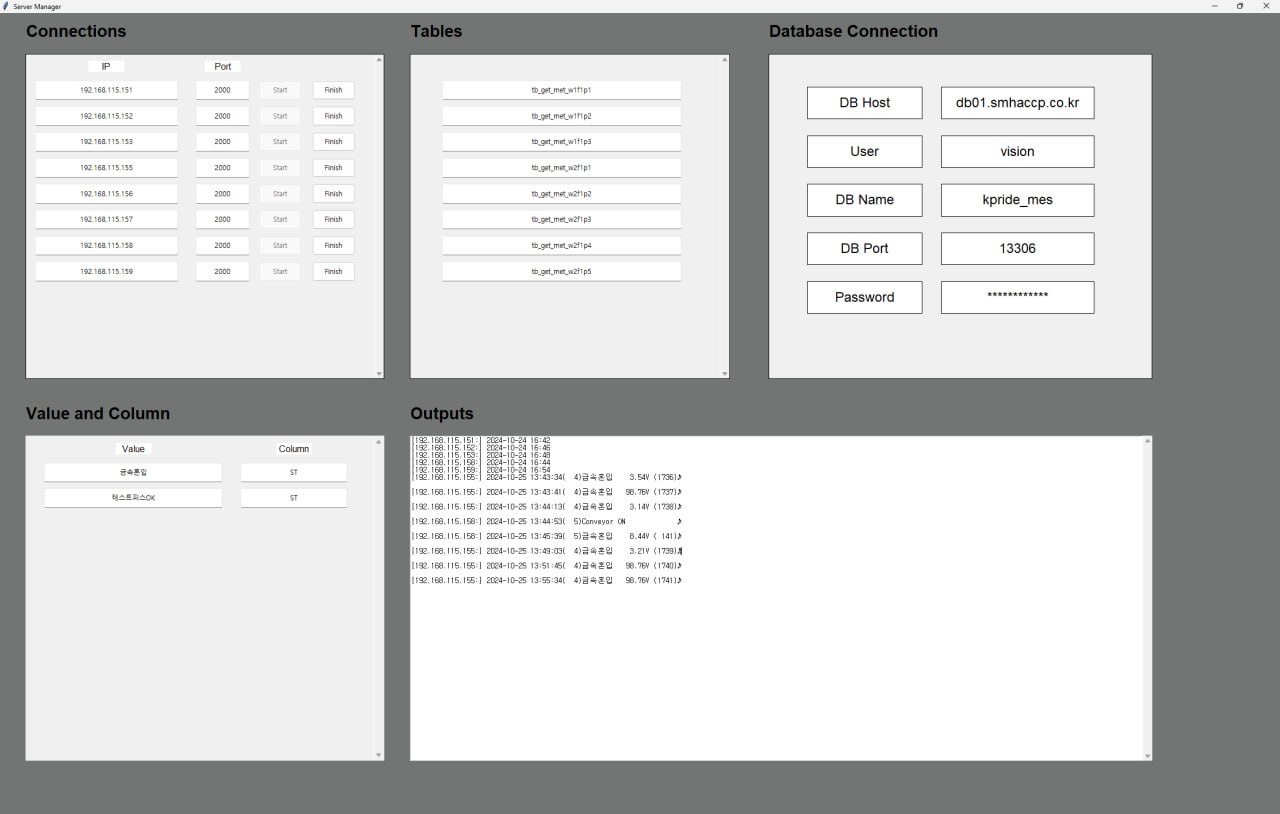 Server Manager
Connections
IP Port
192.168.115.151 2000 Start Finish
192.168.115.152 2000 Start Finish
192.168.115.153 2000 Start Finish
192.168.115.155 2000 Start Finish
192.168.115.156 2000 Start Finish
192.168.115.157 2000 Start Finish
192.168.115.158 2000 Start Finish
192.168.115.159 2000 Start Finish
Tables
tb_get_met_w1f1p1
tb_get_met_w1f1p2
tb_get_met_w1f1p3
tb_get_met_w2f1p1
tb_get_met_w2f1p2
tb_get_met_w2f1p3
tb_get_met_w2f1p4
tb_get_met_w2f1p5
Database Connection
DB Host db01.smhaccp.co.kr
User vision
DB Name kpride_mes
DB Port 13306
Password ************
Value and Column
Value Column
금속혼입 ST
테스트피스OK ST
Outputs
[192.168.115.151:] 2024-10-24 16:42
[192.168.115.152:] 2024-10-24 16:46
[192.168.115.153:] 2024-10-24 16:48
[192.168.115.158:] 2024-10-24 16:44
[192.168.115.159:] 2024-10-24 16:54
[192.168.115.155:] 2024-10-25 13:43:34( 4)금속혼입 3.54V (1736)♪
[192.168.115.155:] 2024-10-25 13:43:41( 4)금속혼입 98.76V (1737)♪
[192.168.115.155:] 2024-10-25 13:44:13( 4)금속혼입 3.14V (1738)♪
[192.168.115.158:] 2024-10-25 13:44:53( 5)Conveyor ON ♪
[192.168.115.158:] 2024-10-25 13:45:39( 5)금속혼입 8.44V ( 141)♪
[192.168.115.155:] 2024-10-25 13:49:03( 4)금속혼입 3.21V (1739)♪
[192.168.115.155:] 2024-10-25 13:51:45( 4)금속혼입 98.76V (1740)♪
[192.168.115.155:] 2024-10-25 13:55:34( 4)금속혼입 98.76V (1741)♪